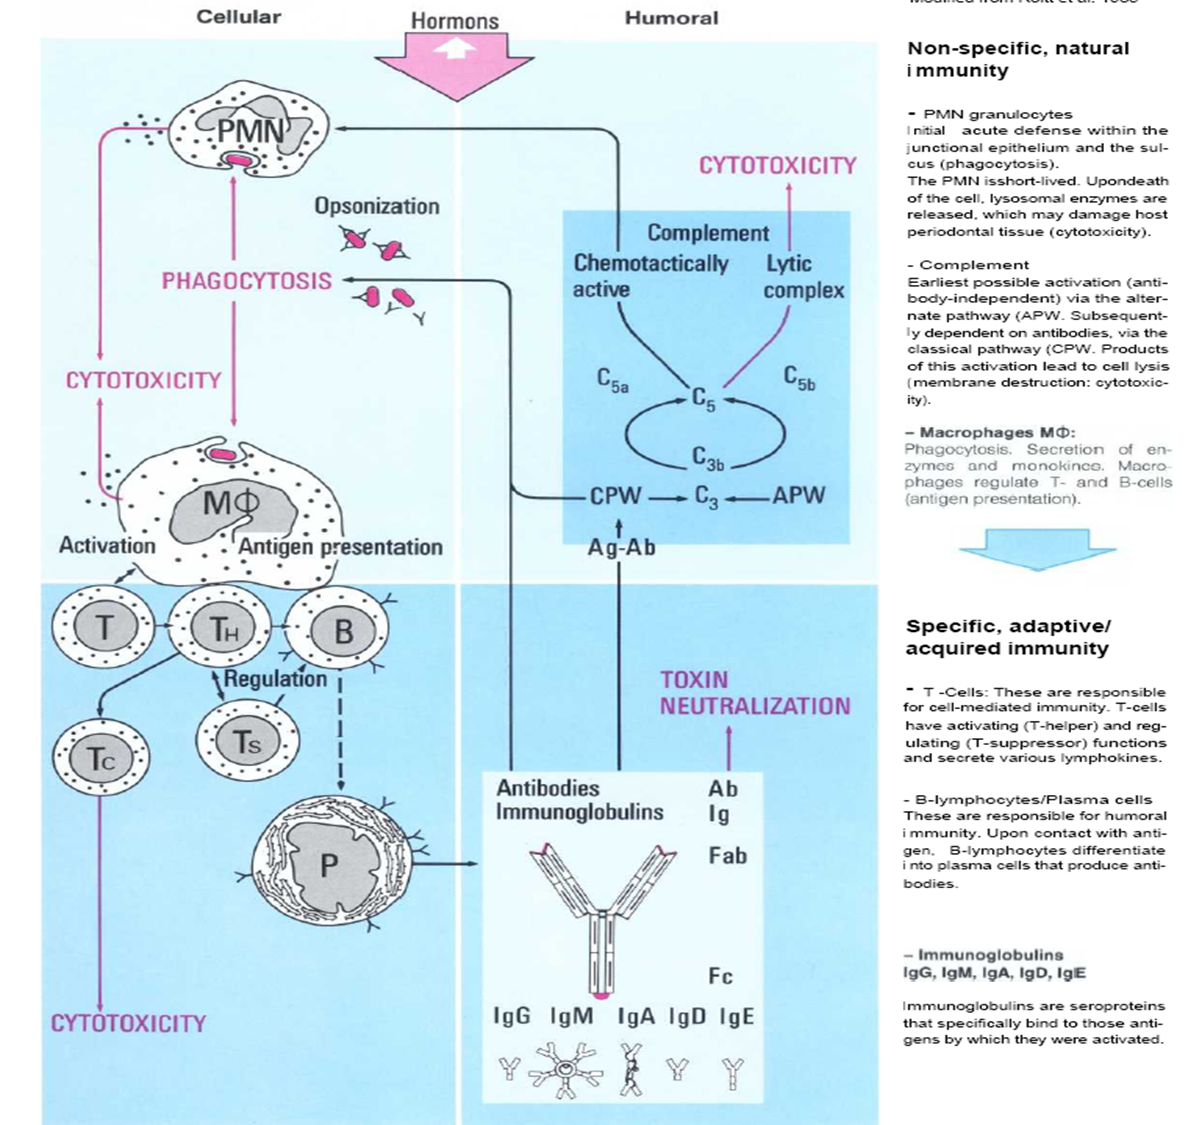 Cellular
Hormons
Humoral
PMN
CYTOTOXICITY
Opsonization
Complement
Chemotactically
active
Lytic
complex
PHAGOCYTOSIS
CYTOTOXICITY
C5a
C5b
C5
C3b
MΦ
CPW
C3
APW
Activation
Antigen presentation
Ag-Ab
T
TH
B
Regulation
TOXIN
NEUTRALIZATION
TC
TS
Antibodies
Immunoglobulins
Ab
Ig
P
Fab
Fc
CYTOTOXICITY
IgG IgM IgA IgD IgE
Non-specific, natural
immunity
- PMN granulocytes
Initial acute defense within the
junctional epithelium and the sul-
cus (phagocytosis).
The PMN isshort-lived. Upondeath
of the cell, lysosomal enzymes are
released, which may damage host
periodontal tissue (cytotoxicity).
- Complement
Earliest possible activation (anti-
body-independent) via the alter-
nate pathway (APW. Subsequent-
ly dependent on antibodies, via the
classical pathway (CPW. Products
of this activation lead to cell lysis
(membrane destruction: cytotoxic-
ity).
– Macrophages MΦ:
Phagocytosis. Secretion of en-
zymes and monokines. Macro-
phages regulate T- and B-cells
(antigen presentation).
Specific, adaptive/
acquired immunity
- T -Cells: These are responsible
for cell-mediated immunity. T-cells
have activating (T-helper) and reg-
ulating (T-suppressor) functions
and secrete various lymphokines.
- B-lymphocytes/Plasma cells
These are responsible for humoral
immunity. Upon contact with anti-
gen, B-lymphocytes differentiate
into plasma cells that produce anti-
bodies.
– Immunoglobulins
IgG, IgM, IgA, IgD, IgE
Immunoglobulins are seroproteins
that specifically bind to those anti-
gens by which they were activated.